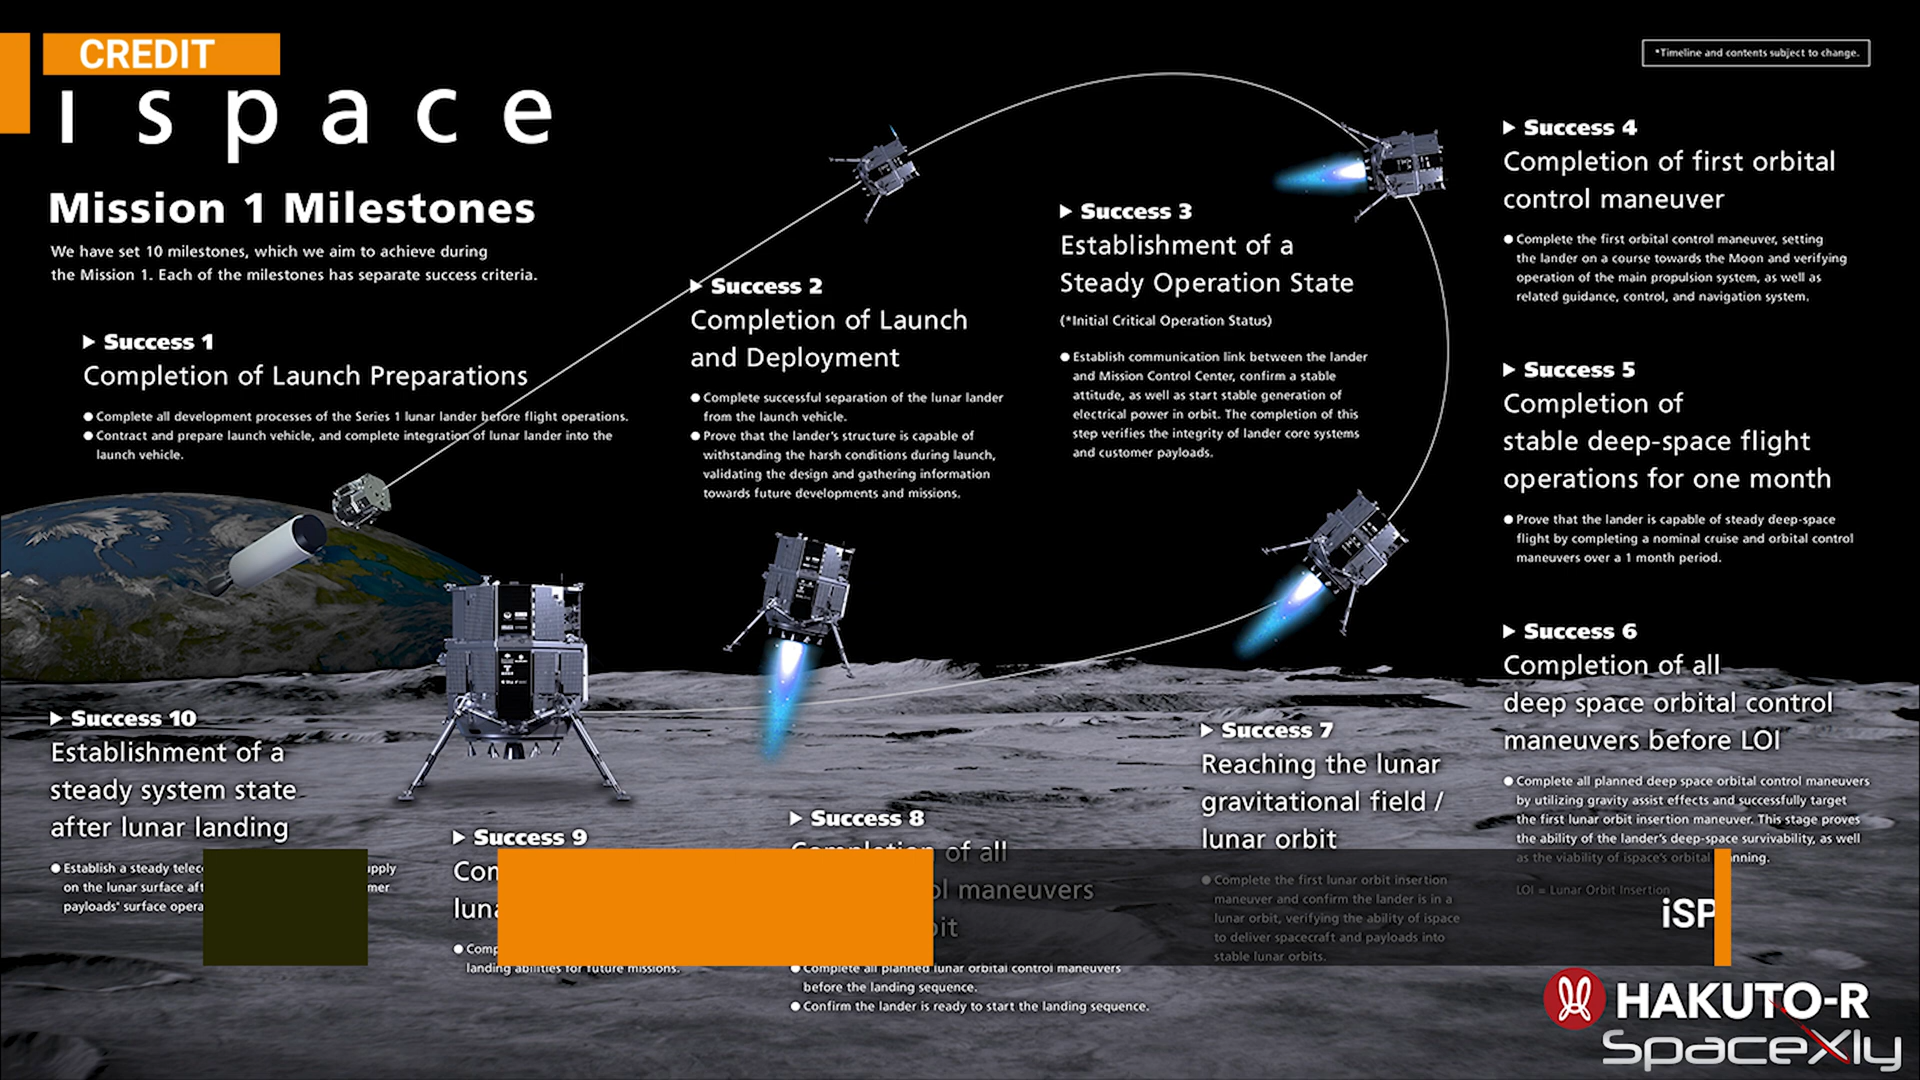 CREDIT
ispace
*Timeline and contents subject to change.
Mission 1 Milestones
We have set 10 milestones, which we aim to achieve during
the Mission 1. Each of the milestones has separate success criteria.
Success 1
Completion of Launch Preparations
Complete all development processes of the Series 1 lunar lander before flight operations.
Contract and prepare launch vehicle, and complete integration of lunar lander into the
launch vehicle.
Success 2
Completion of Launch
and Deployment
Complete successful separation of the lunar lander
from the launch vehicle.
Prove that the lander's structure is capable of
withstanding the harsh conditions during launch,
validating the design and gathering information
towards future developments and missions.
Success 3
Establishment of a
Steady Operation State
(*Initial Critical Operation Status)
Establish communication link between the lander
and Mission Control Center, confirm a stable
attitude, as well as start stable generation of
electrical power in orbit. The completion of this
step verifies the integrity of lander core systems
and customer payloads.
Success 4
Completion of first orbital
control maneuver
Complete the first orbital control maneuver, setting
the lander on a course towards the Moon and verifying
operation of the main propulsion system, as well as
related guidance, control, and navigation system.
Success 5
Completion of
stable deep-space flight
operations for one month
Prove that the lander is capable of steady deep-space
flight by completing a nominal cruise and orbital control
maneuvers over a 1 month period.
Success 6
Completion of all
deep space orbital control
maneuvers before LOI
Complete all planned deep space orbital control maneuvers
by utilizing gravity assist effects and successfully target
the first lunar orbit insertion maneuver. This stage proves
the ability of the lander's deep-space survivability, as well
as the viability of ispace's orbital
LOI = Lunar Orbit Insertion
Success 7
Reaching the lunar
gravitational field /
lunar orbit
Complete the first lunar orbit insertion
maneuver and confirm the lander is in a
lunar orbit, verifying the ability of ispace
to deliver spacecraft and payloads into
stable lunar orbits.
Success 8
Completion of all
maneuvers
Complete all planned lunar orbital control maneuvers
before the landing sequence.
Confirm the lander is ready to start the landing sequence.
Success 9
landing abilities for future missions.
Success 10
Establishment of a
steady system state
after lunar landing
Establish a steady
on the lunar surface
payloads' surface
iSP
HAKUTO-R
SpaceXly